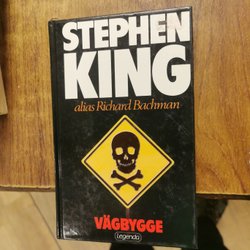 STEPHEN
KING
alias Richard Bachman
VÄGBYGGE
Legenda